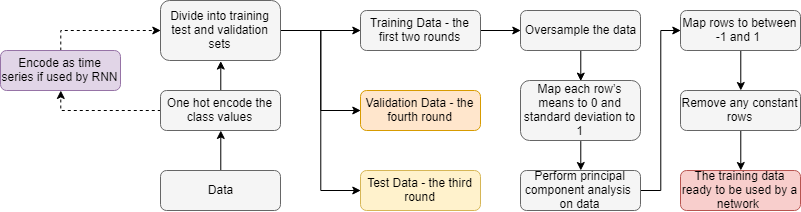 Divide into training
test and validation
sets
Training Data - the
first two rounds
Oversample the data
Map rows to between
-1 and 1
Encode as time
series if used by RNN
One hot encode the
class values
Validation Data - the
fourth round
Map each row's
means to 0 and
standard deviation to
1
Remove any constant
rows
Data
Test Data - the third
round
Perform principal
component analysis
on data
The training data
ready to be used by a
network